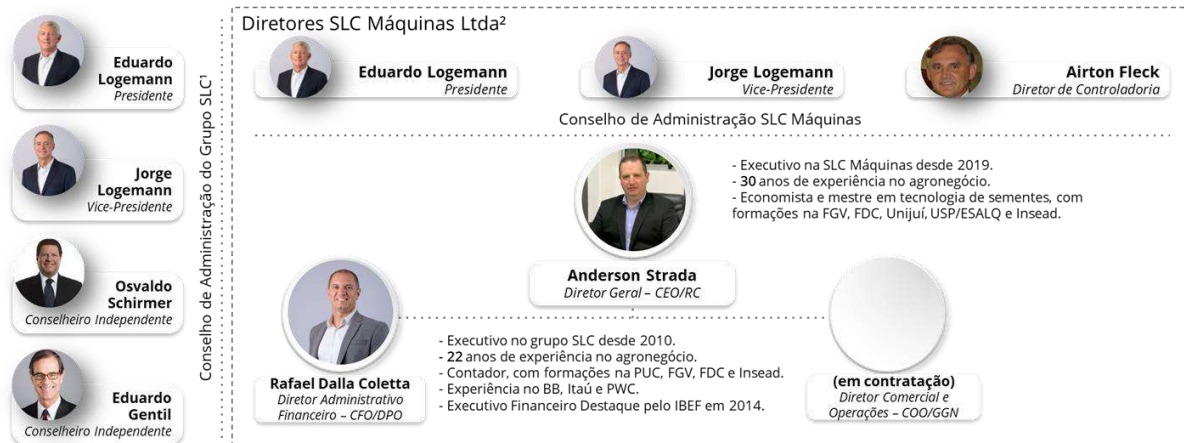 Eduardo
Logemann
Presidente
Jorge
Logemann
Vice-Presidente
Osvaldo
Schirmer
Conselheiro Independente
Eduardo
Gentil
Conselheiro Independente
Conselho de Administração do Grupo SLC¹
Diretores SLC Máquinas Ltda²
Eduardo Logemann
Presidente
Jorge Logemann
Vice-Presidente
Airton Fleck
Diretor de Controladoria
Conselho de Administração SLC Máquinas
Anderson Strada
Diretor Geral – CEO/RC
- Executivo na SLC Máquinas desde 2019.
- 30 anos de experiência no agronegócio.
- Economista e mestre em tecnologia de sementes, com
formações na FGV, FDC, Unijuí, USP/ESALQ e Insead.
Rafael Dalla Coletta
Diretor Administrativo
Financeiro – CFO/DPO
- Executivo no grupo SLC desde 2010.
- 22 anos de experiência no agronegócio.
- Contador, com formações na PUC, FGV, FDC e Insead.
- Experiência no BB, Itaú e PWC.
- Executivo Financeiro Destaque pelo IBEF em 2014.
(em contratação)
Diretor Comercial e
Operações – COO/GGN